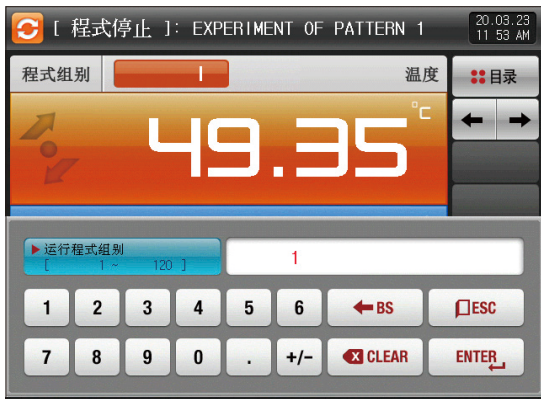 [ 程式停止 ]: EXPERIMENT OF PATTERN 1
20.03.23
11 53 AM
程式组别
1
温度
目录
49.35 °C
运行程式组别
[ 1 ~ 120 ]
1
1 2 3 4 5 6 BS ESC
7 8 9 0 . +/- CLEAR ENTER